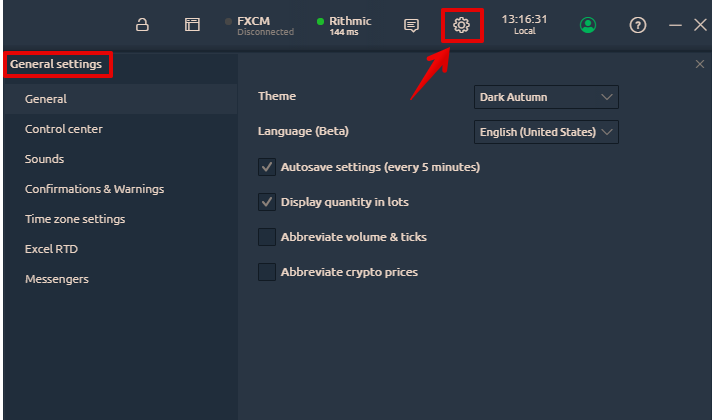 FXCM
Disconnected
Rithmic
144 ms
13:16:31
Local
General settings
General
Control center
Sounds
Confirmations & Warnings
Time zone settings
Excel RTD
Messengers
Theme
Dark Autumn
Language (Beta)
English (United States)
Autosave settings (every 5 minutes)
Display quantity in lots
Abbreviate volume & ticks
Abbreviate crypto prices